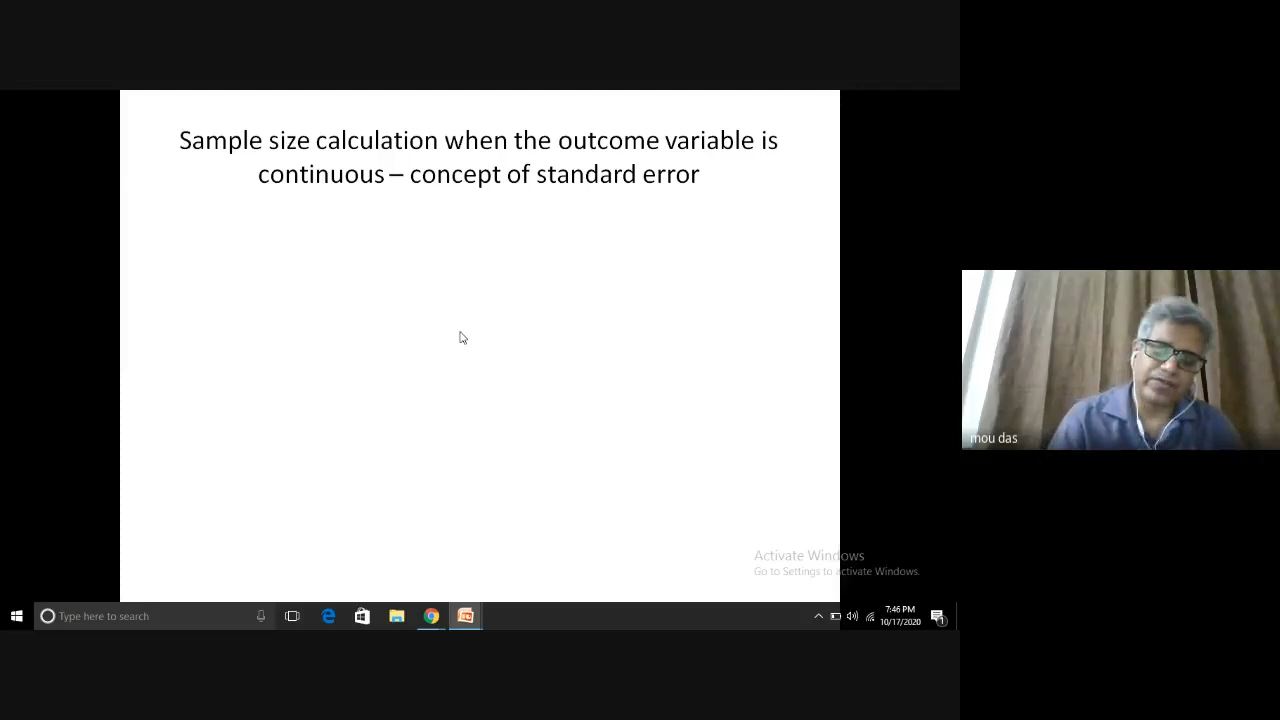 Sample size calculation when the outcome variable is
continuous – concept of standard error
mou das
Activate Windows
Go to Settings to activate Windows.
Type here to search
7:46 PM
10/17/2020
1